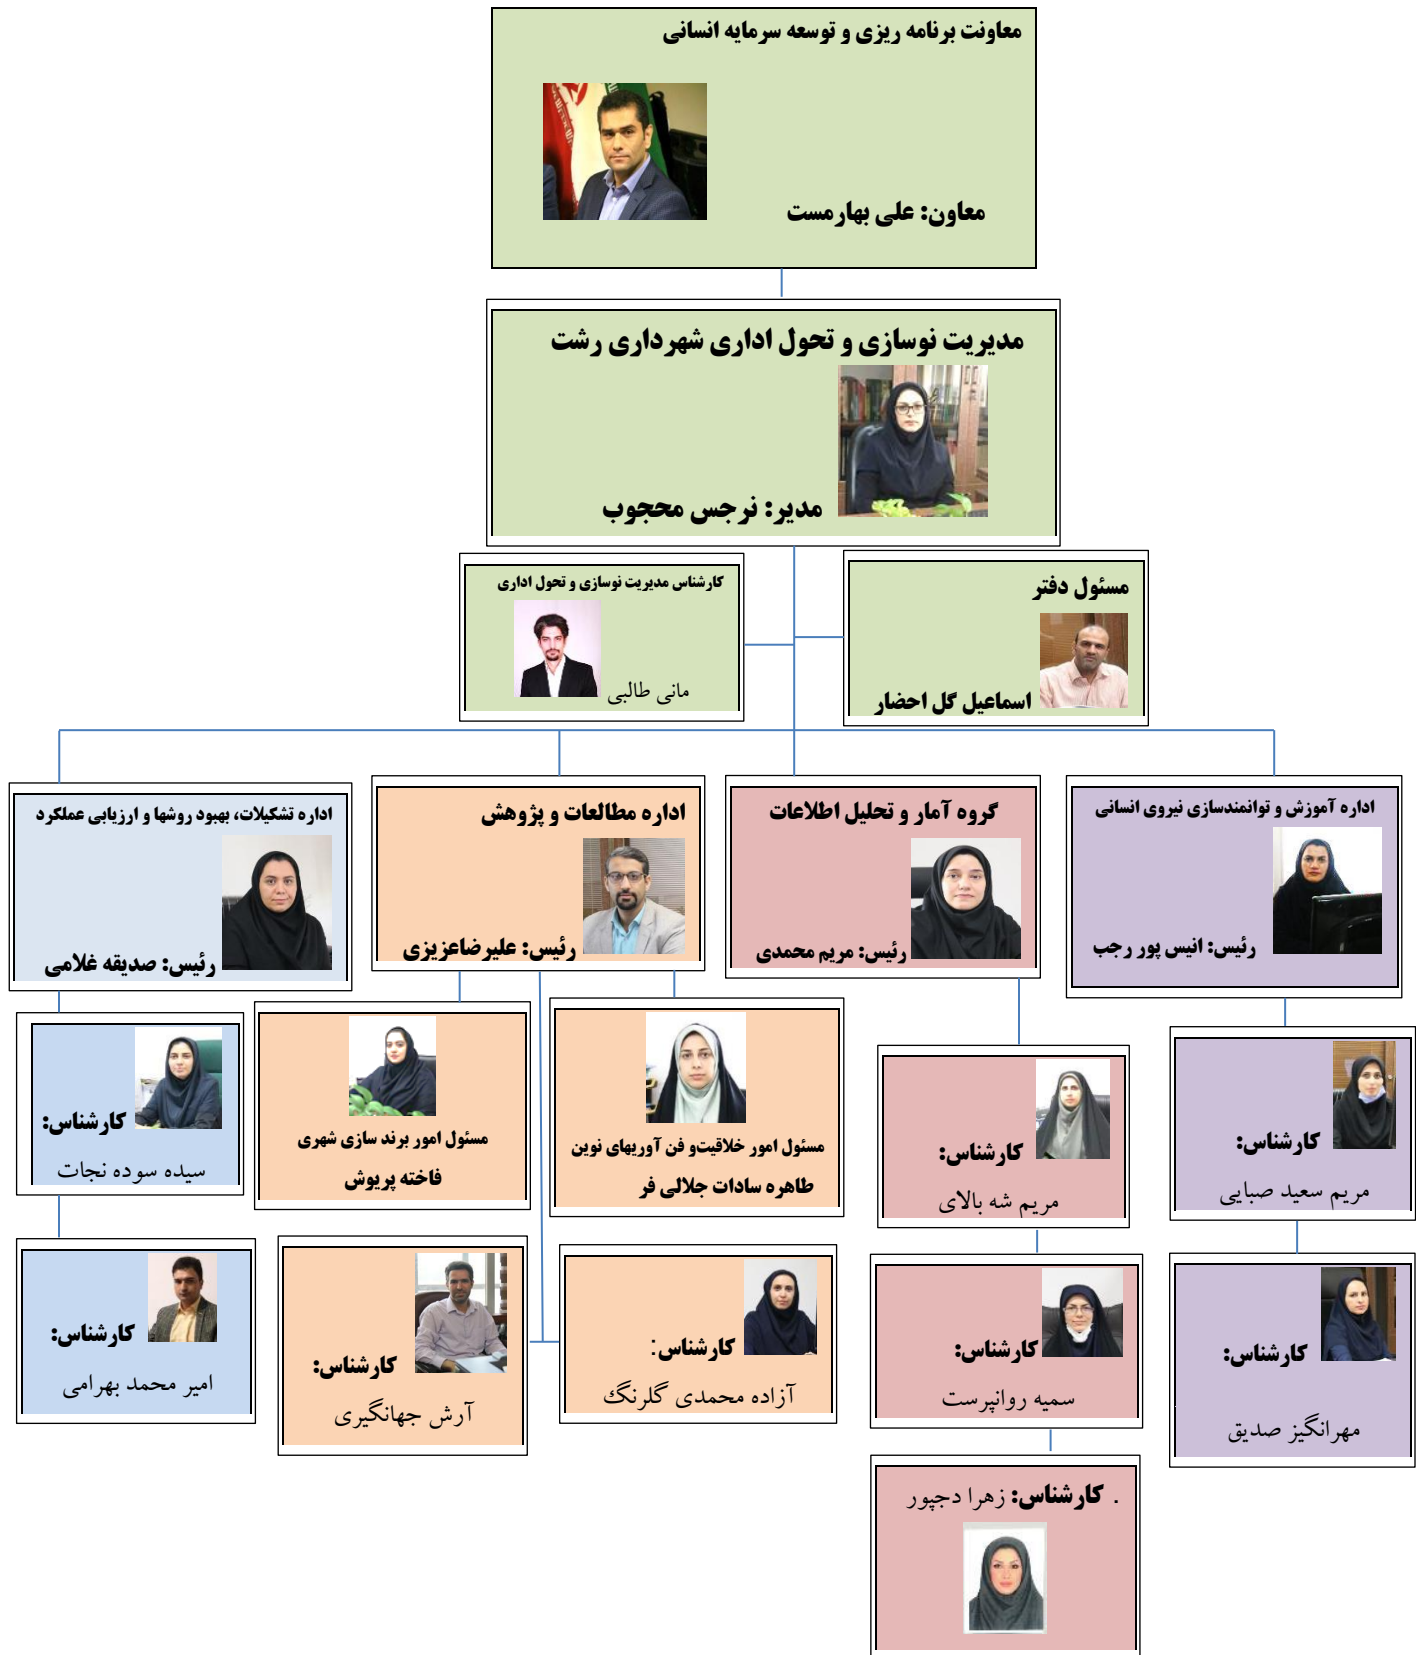 معاونت برنامه ریزی و توسعه سرمایه انسانی
معاون: علی بهارمست
مدیریت نوسازی و تحول اداری شهرداری رشت
مدیر: نرجس محجوب
مسئول دفتر
اسماعیل گل احضار
کارشناس مدیریت نوسازی و تحول اداری
مانی طالبی
اداره آموزش و توانمندسازی نیروی انسانی
رئیس: انیس پور رجب
گروه آمار و تحلیل اطلاعات
رئیس: مریم محمدی
اداره مطالعات و پژوهش
رئیس: علیرضاعزیزی
اداره تشکیلات، بهبود روشها و ارزیابی عملکرد
رئیس: صدیقه غلامی
کارشناس:
مریم سعید صبایی
کارشناس:
مریم شه بالای
مسئول امور خلاقیت‌و فن آوریهای نوین
طاهره سادات جلالی فر
مسئول امور برند سازی شهری
فاخته پریوش
کارشناس:
سیده سوده نجات
کارشناس:
مهرانگیز صدیق
کارشناس:
سمیه روانپرست
کارشناس:
آزاده محمدی گلرنگ
کارشناس:
آرش جهانگیری
کارشناس:
امیر محمد بهرامی
. کارشناس: زهرا دجپور